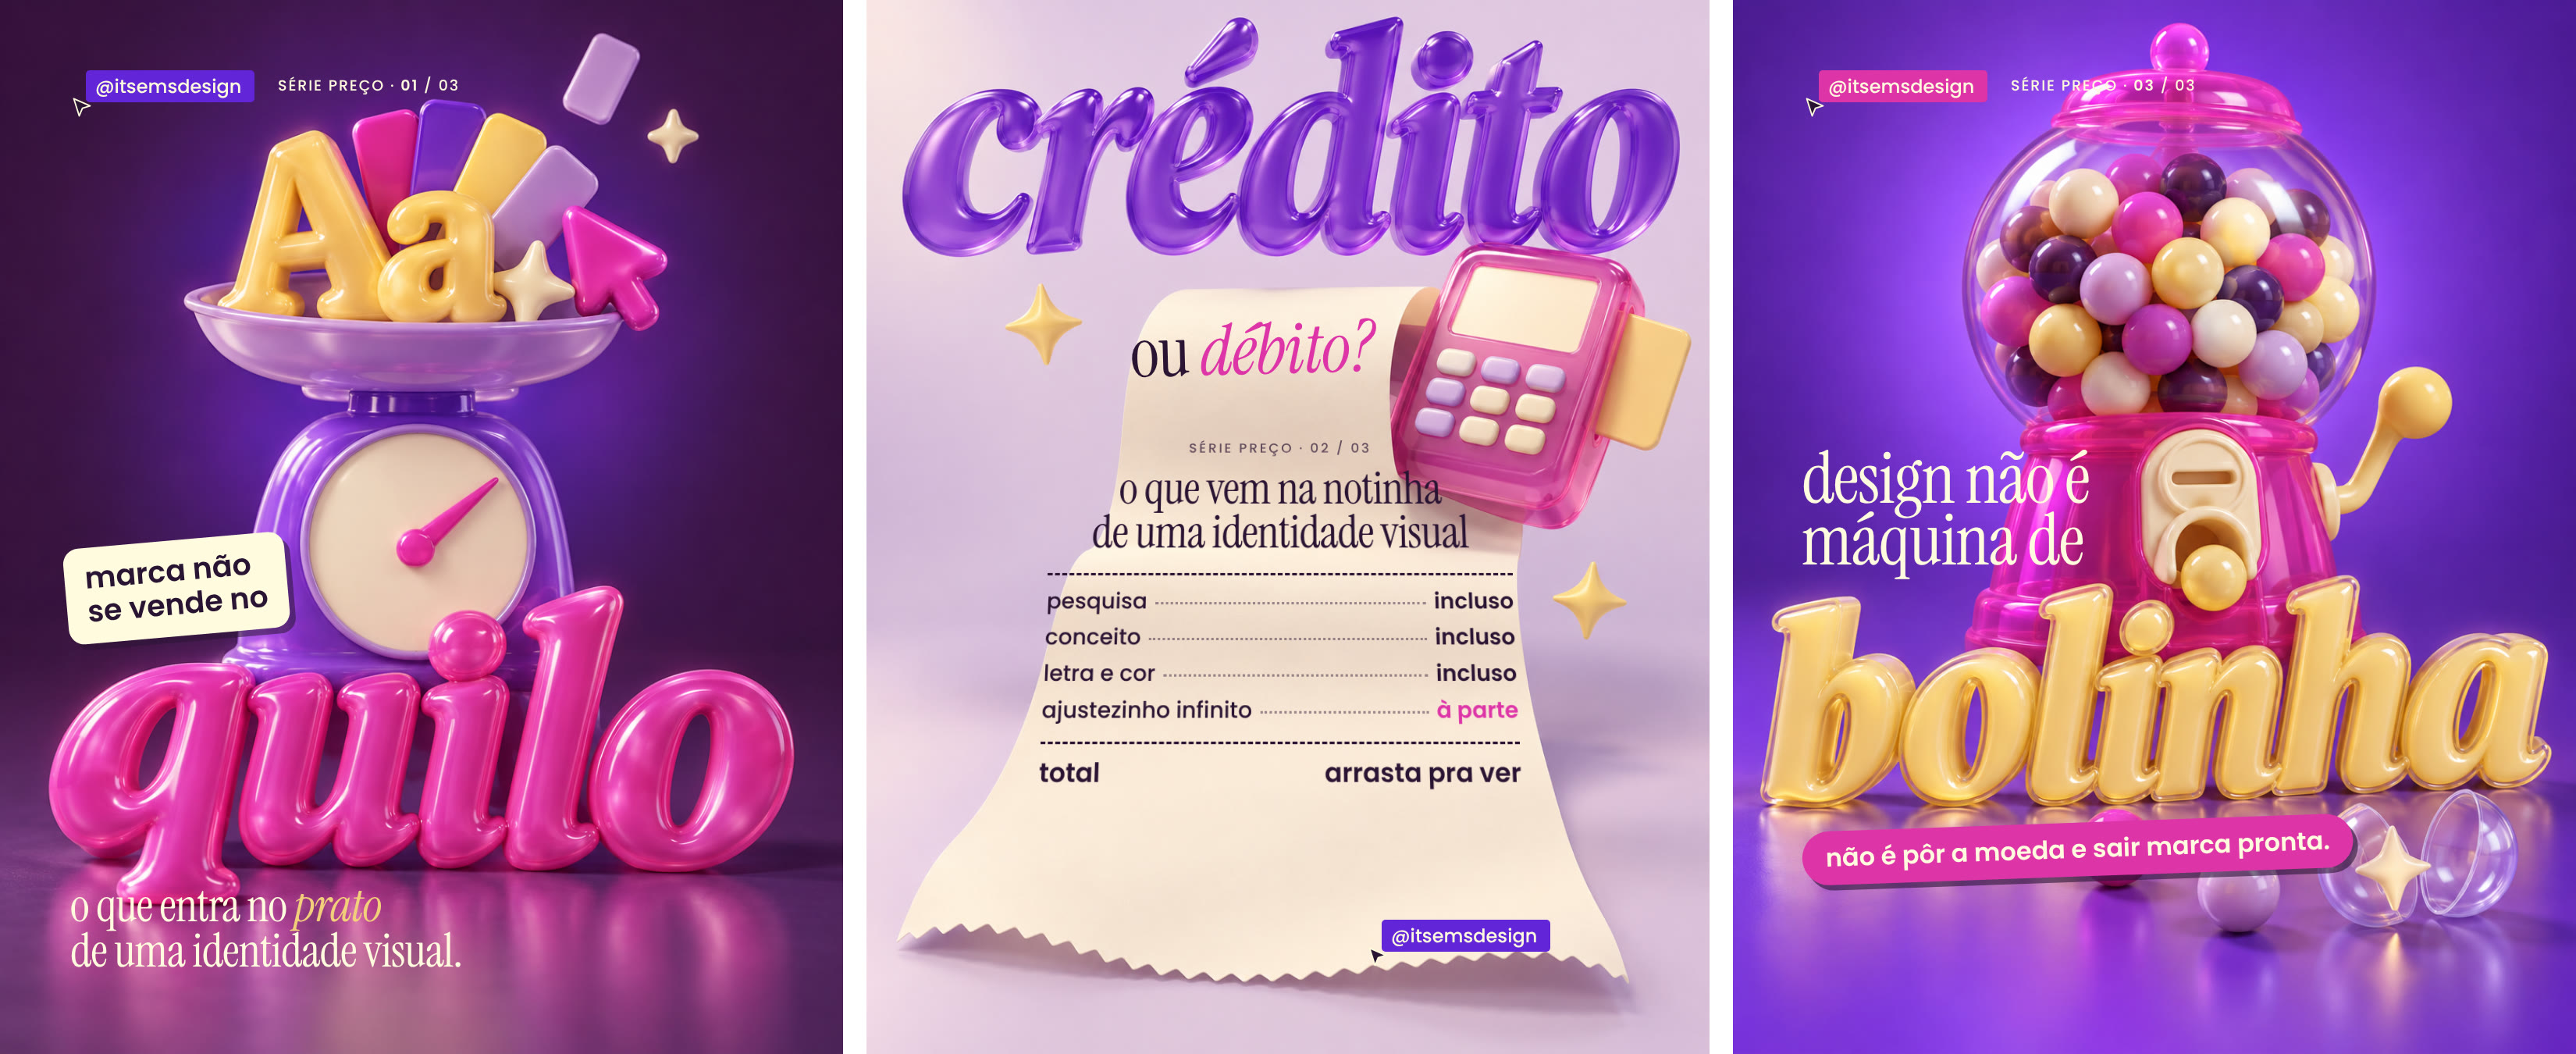 @itsemsdesign
SÉRIE PREÇO · 01 / 03
Aa
marca não
se vende no
quilo
o que entra no prato
de uma identidade visual.
crédito
ou débito?
SÉRIE PREÇO · 02 / 03
o que vem na notinha
de uma identidade visual
pesquisa incluso
conceito incluso
letra e cor incluso
ajustezinho infinito à parte
total arrasta pra ver
@itsemsdesign
@itsemsdesign
SÉRIE PREÇO · 03 / 03
design não é
máquina de
bolinha
não é pôr a moeda e sair marca pronta.